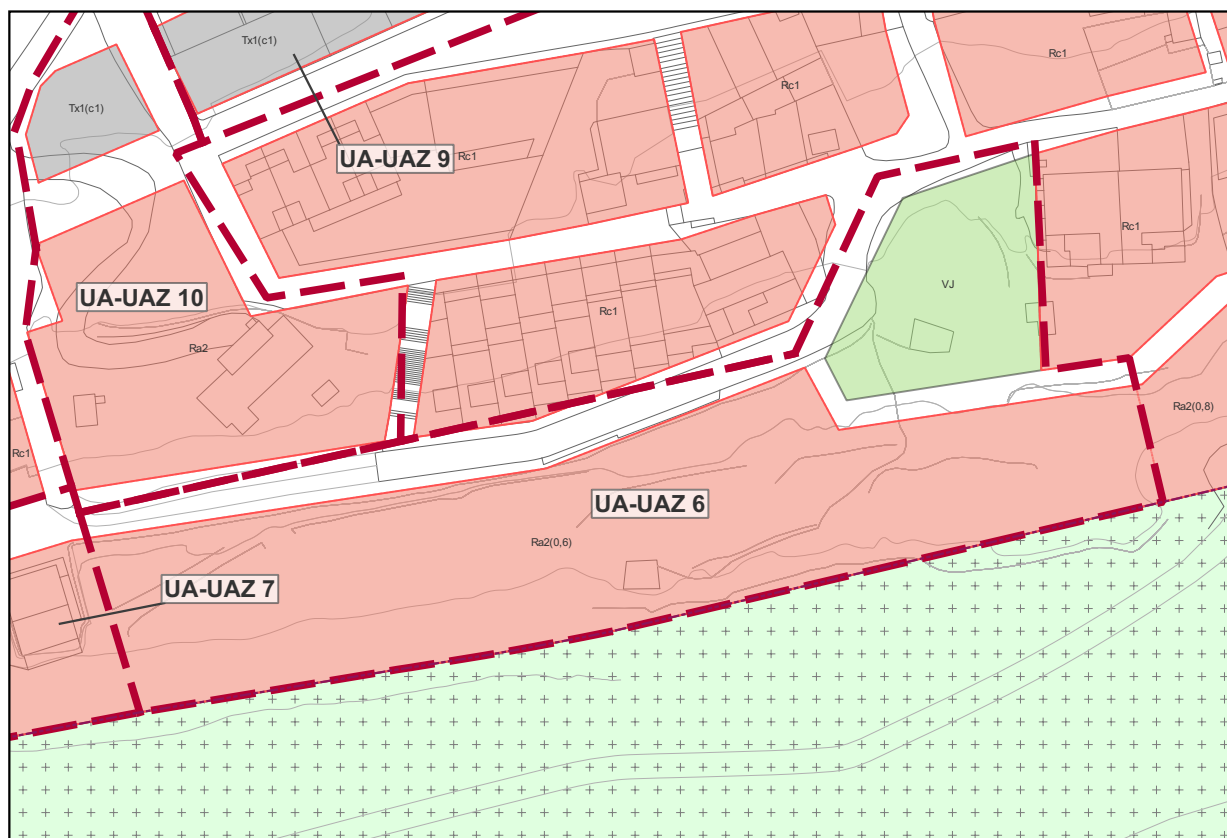 Tx1(c1)
Rc1
Tx1(c1)
Rc1
UA-UAZ 9
Rc1
Rc1
VJ
UA-UAZ 10
Rc1
Ra2
Ra2(0,8)
Rc1
UA-UAZ 6
Ra2(0,6)
UA-UAZ 7